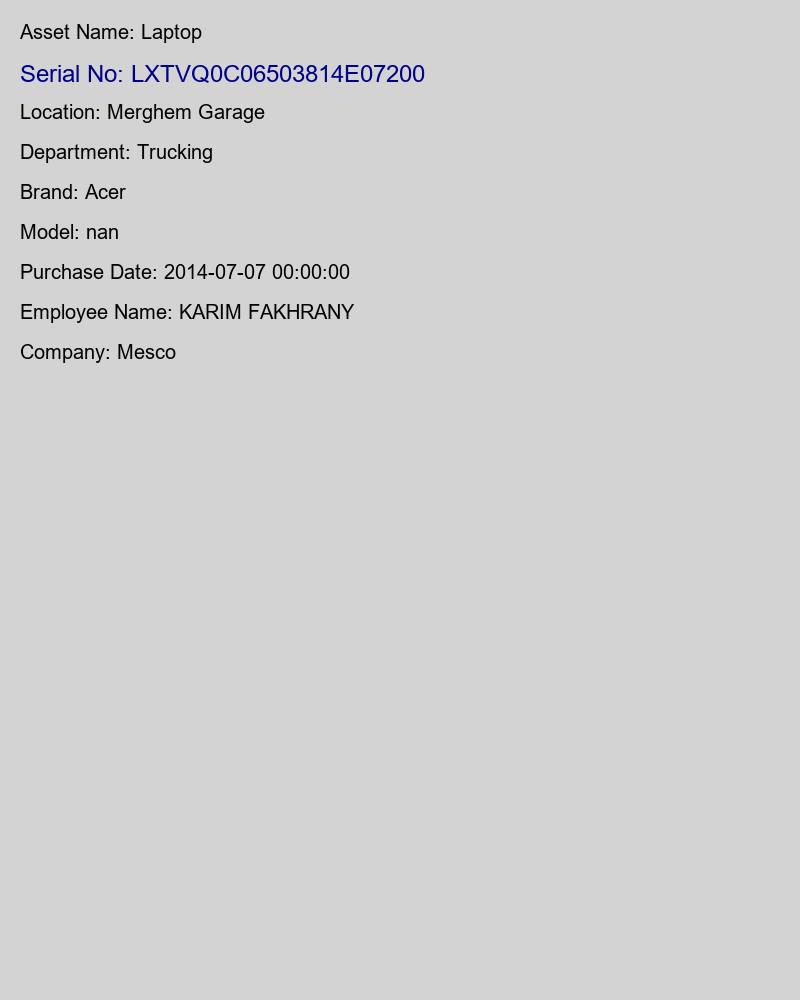 Asset Name: Laptop
Serial No: LXTVQ0C06503814E07200
Location: Merghem Garage
Department: Trucking
Brand: Acer
Model: nan
Purchase Date: 2014-07-07 00:00:00
Employee Name: KARIM FAKHRANY
Company: Mesco